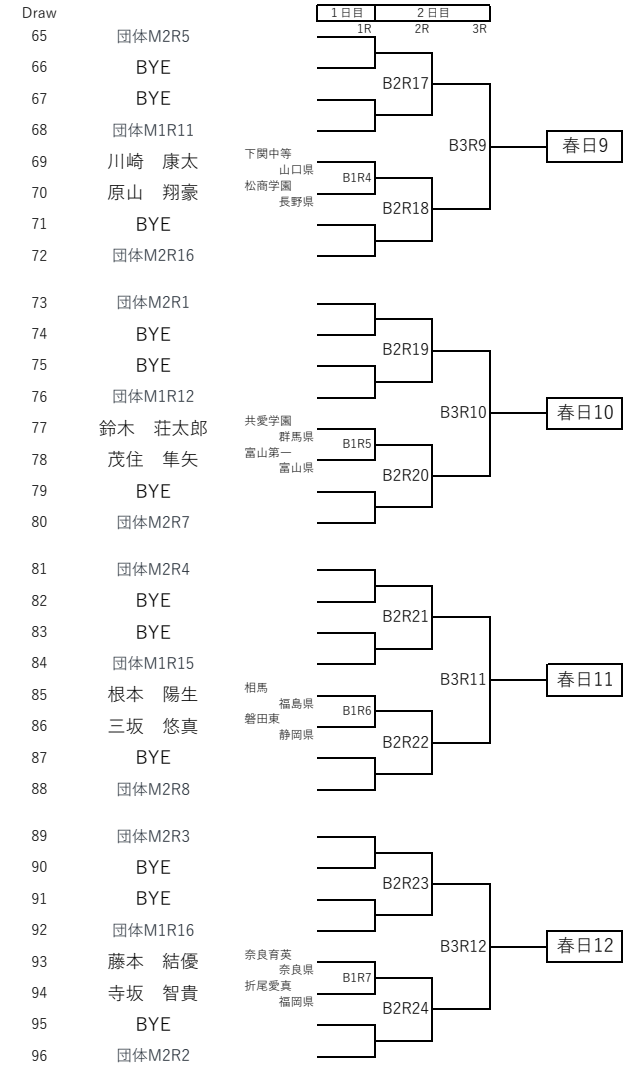 Draw 1日目 2日目
1R 2R 3R
65 団体M2R5
66 BYE
B2R17
67 BYE
68 団体M1R11
B3R9 春日9
69 川崎　康太 下関中等 山口県
B1R4
70 原山　翔豪 松商学園 長野県
B2R18
71 BYE
72 団体M2R16
73 団体M2R1
74 BYE
B2R19
75 BYE
76 団体M1R12
B3R10 春日10
77 鈴木　荘太郎 共愛学園 群馬県
B1R5
78 茂住　隼矢 富山第一 富山県
B2R20
79 BYE
80 団体M2R7
81 団体M2R4
82 BYE
B2R21
83 BYE
84 団体M1R15
B3R11 春日11
85 根本　陽生 相馬 福島県
B1R6
86 三坂　悠真 磐田東 静岡県
B2R22
87 BYE
88 団体M2R8
89 団体M2R3
90 BYE
B2R23
91 BYE
92 団体M1R16
B3R12 春日12
93 藤本　結優 奈良育英 奈良県
B1R7
94 寺坂　智貴 折尾愛真 福岡県
B2R24
95 BYE
96 団体M2R2